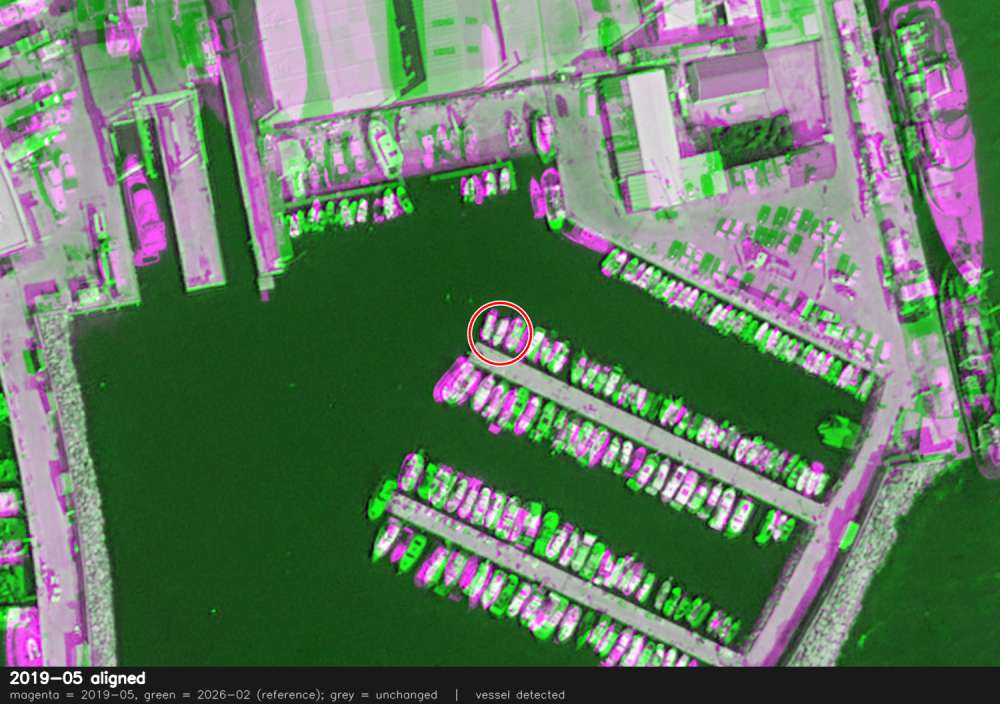 2019-05 aligned
magenta = 2019-05, green = 2026-02 (reference); grey = unchanged | vessel detected